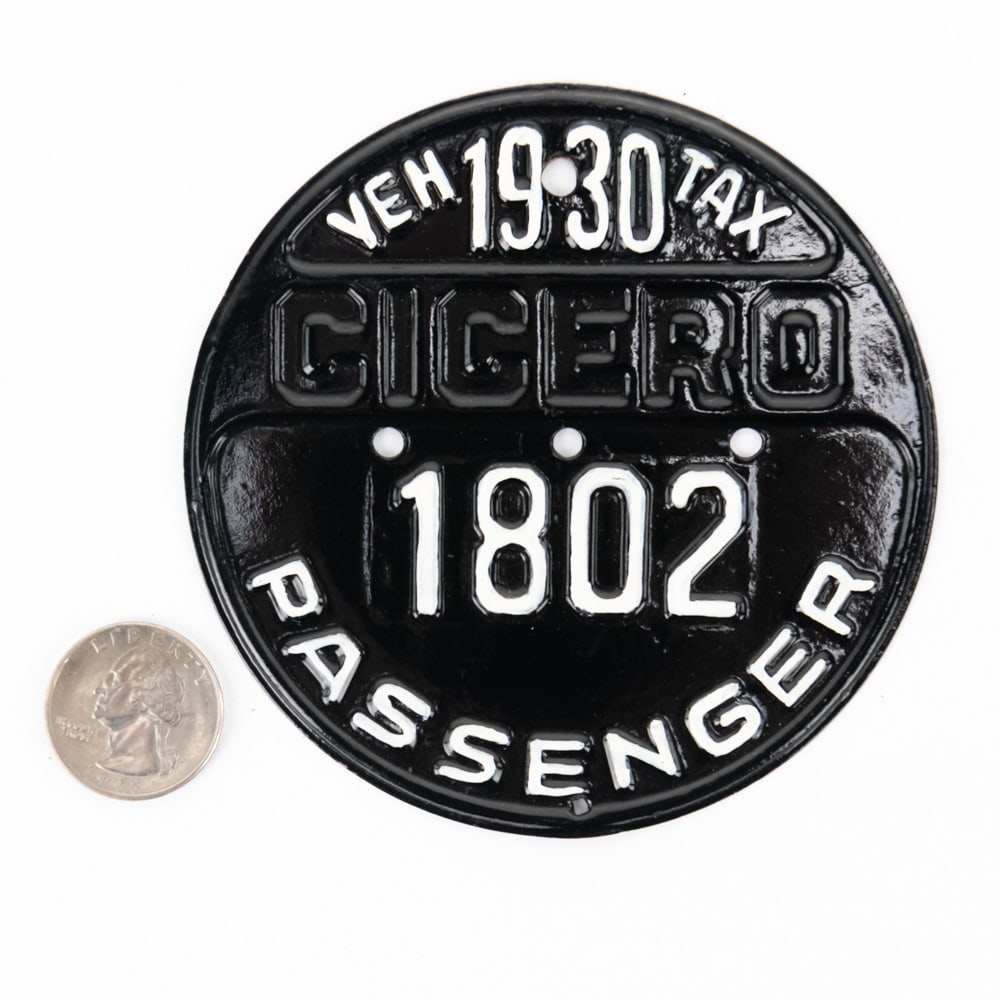 VEH 1930 TAX
CICERO
1802
PASSENGER
LIBERTY